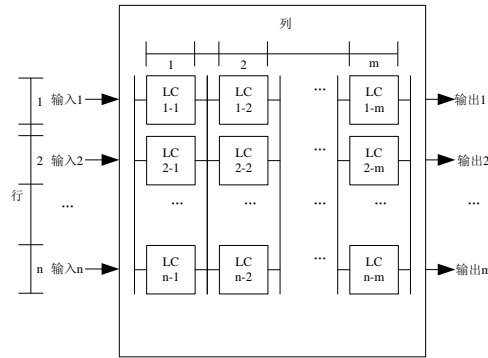 列
1 2 m
1 输入1 LC 1-1 LC 1-2 ... LC 1-m 输出1
2 输入2 LC 2-1 LC 2-2 LC 2-m 输出2
行 ... ... ... ... ...
...
n 输入n LC n-1 LC n-2 LC n-m 输出m